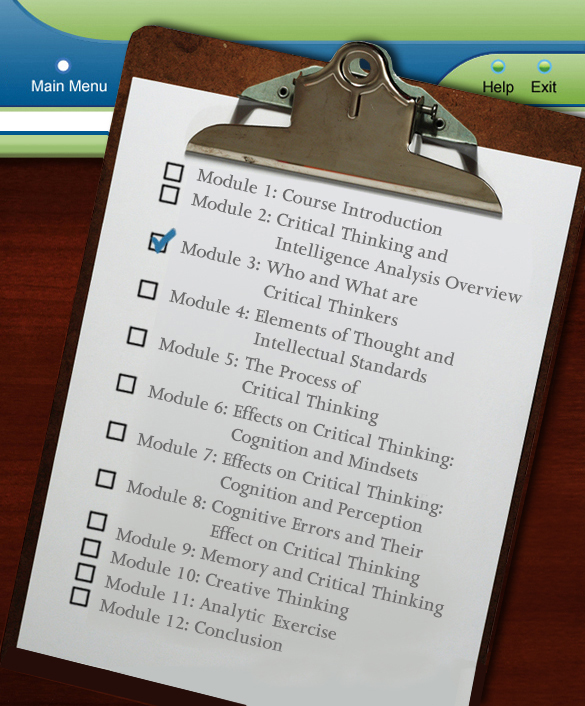 Main Menu
Help Exit
Module 1: Course Introduction
Module 2: Critical Thinking and
Intelligence Analysis Overview
Module 3: Who and What are
Critical Thinkers
Module 4: Elements of Thought and
Intellectual Standards
Module 5: The Process of
Critical Thinking
Module 6: Effects on Critical Thinking:
Cognition and Mindsets
Module 7: Effects on Critical Thinking:
Cognition and Perception
Module 8: Cognitive Errors and Their
Effect on Critical Thinking
Module 9: Memory and Critical Thinking
Module 10: Creative Thinking
Module 11: Analytic Exercise
Module 12: Conclusion